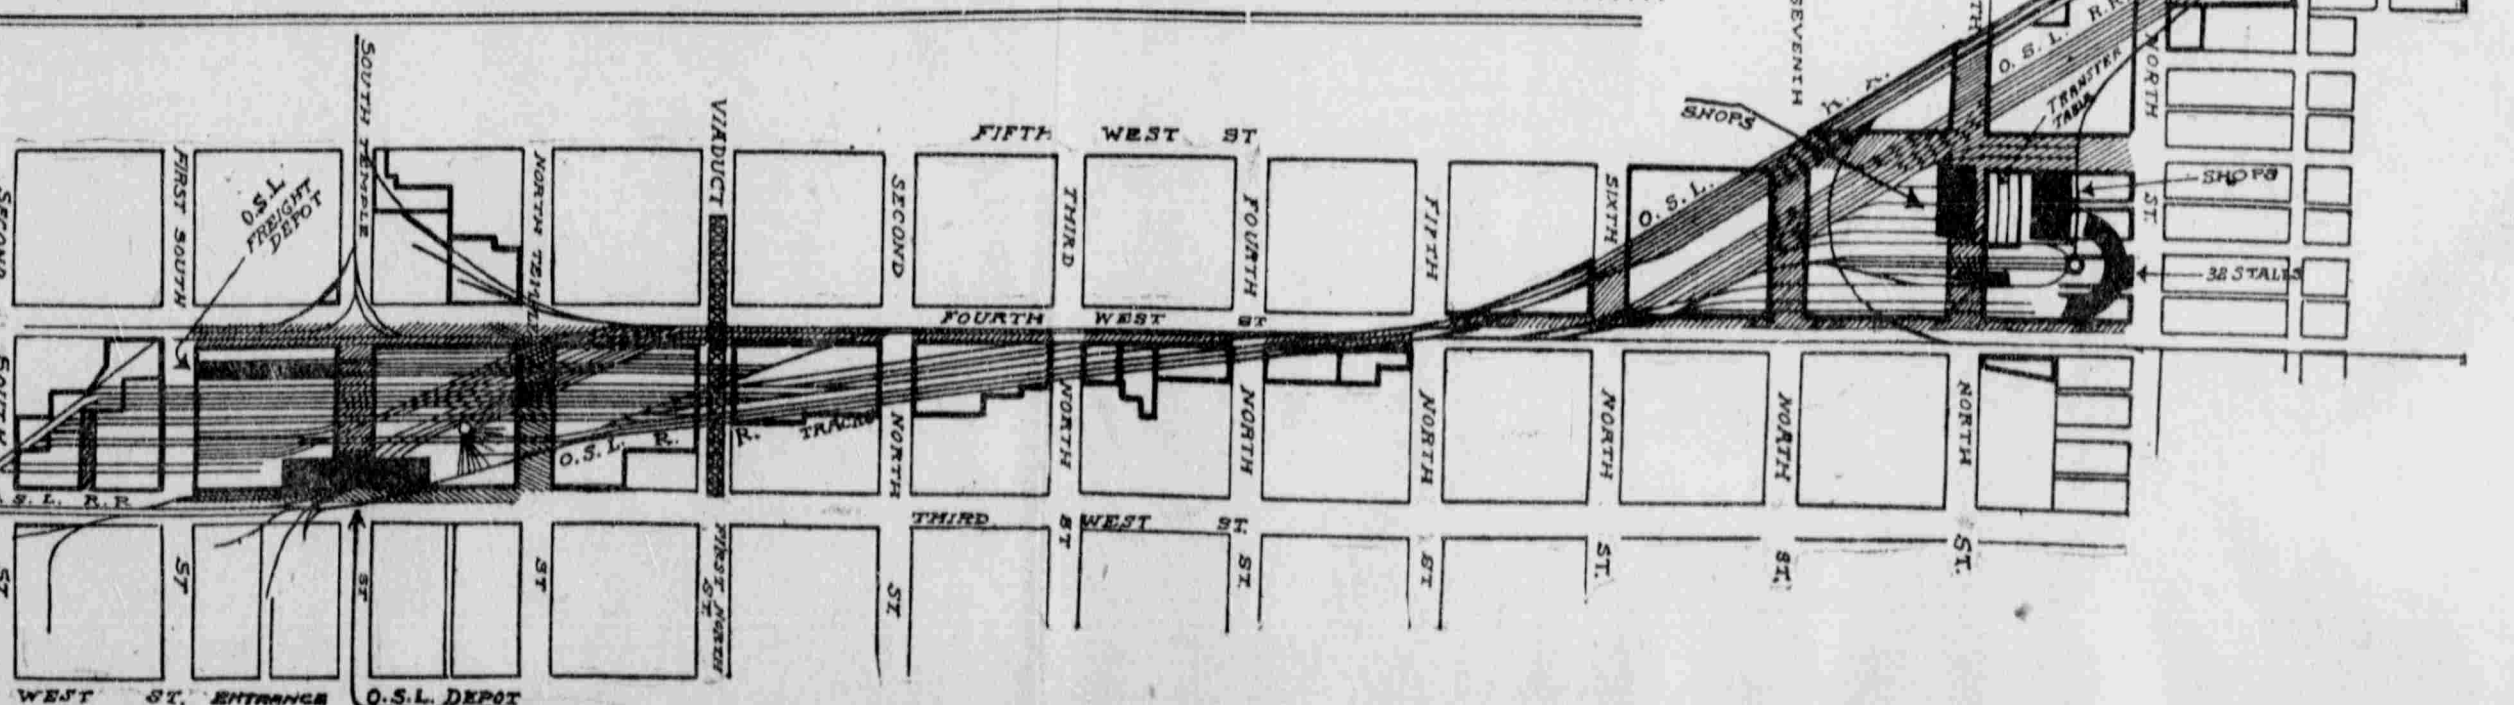 SEVENTH
O. S. L. R.R.
TRANSFER
TABLE
NORTH
ST.
SHOPS
SHOPS
38 STALLS
O. S. L.
R. R.
FIFTH WEST ST
VIADUCT
SOUTH TEMPLE
ST
O.S.L.
FREIGHT
DEPOT
SECOND
SOUTH
ST
FIRST SOUTH
ST
NORTH TEMPLE
ST
SECOND
NORTH
ST
THIRD
NORTH
ST
FOURTH
NORTH
ST.
FIFTH
NORTH
ST
SIXTH
NORTH
ST.
NORTH
ST.
NORTH
ST.
FOURTH WEST ST
O.S.L. R. R. TRACKS
S. L. R. R
THIRD WEST ST.
FIRST NORTH
ST.
WEST ST. ENTRANCE O.S.L. DEPOT